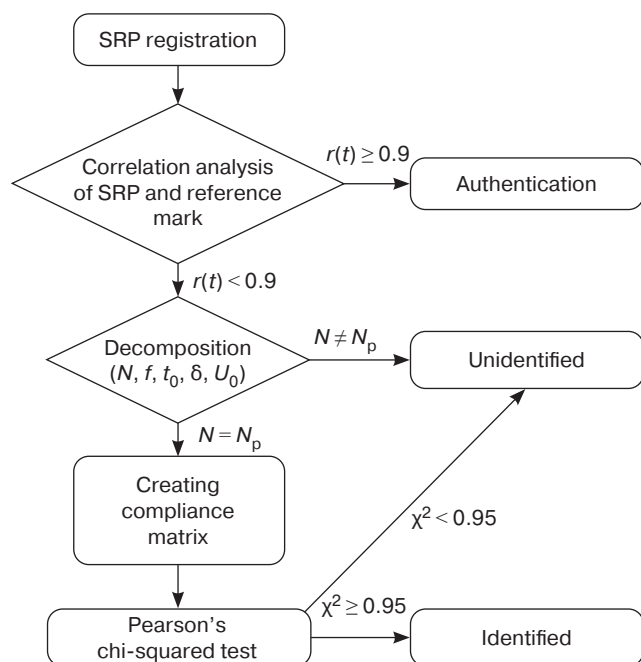 SRP registration
r(t) ≥ 0.9
Correlation analysis
of SRP and reference
mark
Authentication
r(t) < 0.9
N ≠ Nₚ
Decomposition
(N, f, t₀, δ, U₀)
Unidentified
N = Nₚ
Creating
compliance
matrix
χ² < 0.95
χ² ≥ 0.95
Pearson's
chi-squared test
Identified